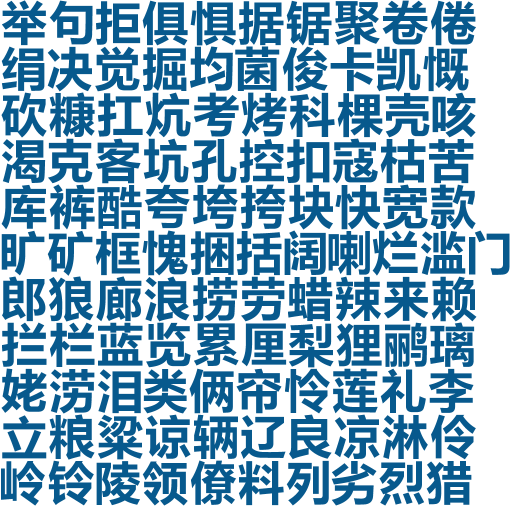 举句拒俱惧据锯聚卷倦
绢决觉掘均菌俊卡凯慨
砍糠扛炕考烤科棵壳咳
渴克客坑孔控扣寇枯苦
库裤酷夸垮挎块快宽款
旷矿框愧捆括阔喇烂滥门
郎狼廊浪捞劳蜡辣来赖
拦栏蓝览累厘梨狸鹂璃
姥涝泪类俩帘怜莲礼李
立粮粱谅辆辽良凉淋伶
岭铃陵领僚料列劣烈猎